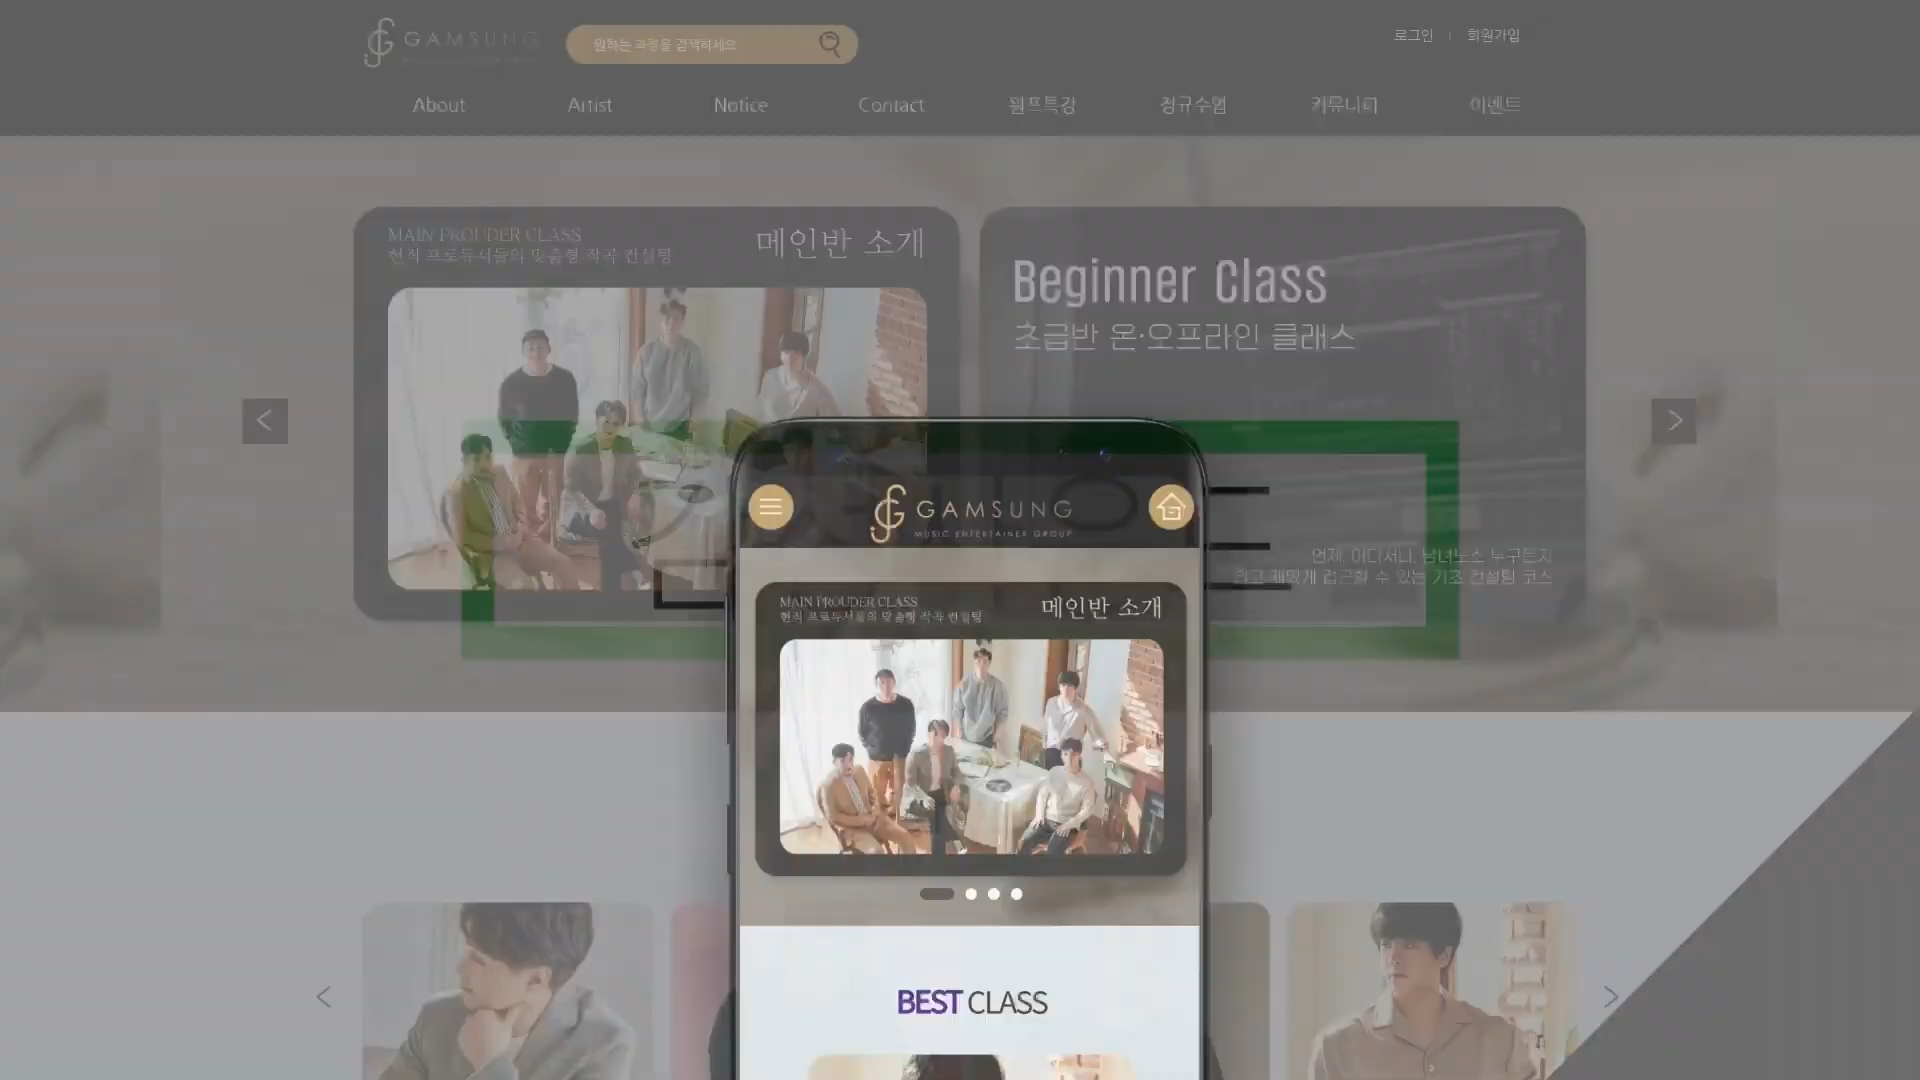 GAMSUNG
원하는 과정을 검색하세요
로그인 | 회원가입
About Artist Notice Contact 원포특강 정규수업 커뮤니티 이벤트
MAIN PROUDER CLASS
현직 프로듀서들의 맞춤형 작곡 컨설팅
메인반 소개
Beginner Class
초급반 온·오프라인 클래스
언제, 어디서나, 남녀노소 누구든지
쉽고 재밌게 접근할 수 있는 기초 컨설팅 코스
GAMSUNG
MUSIC ENTERTAINER GROUP
MAIN PROUDER CLASS
현직 프로듀서들의 맞춤형 작곡 컨설팅
메인반 소개
BEST CLASS